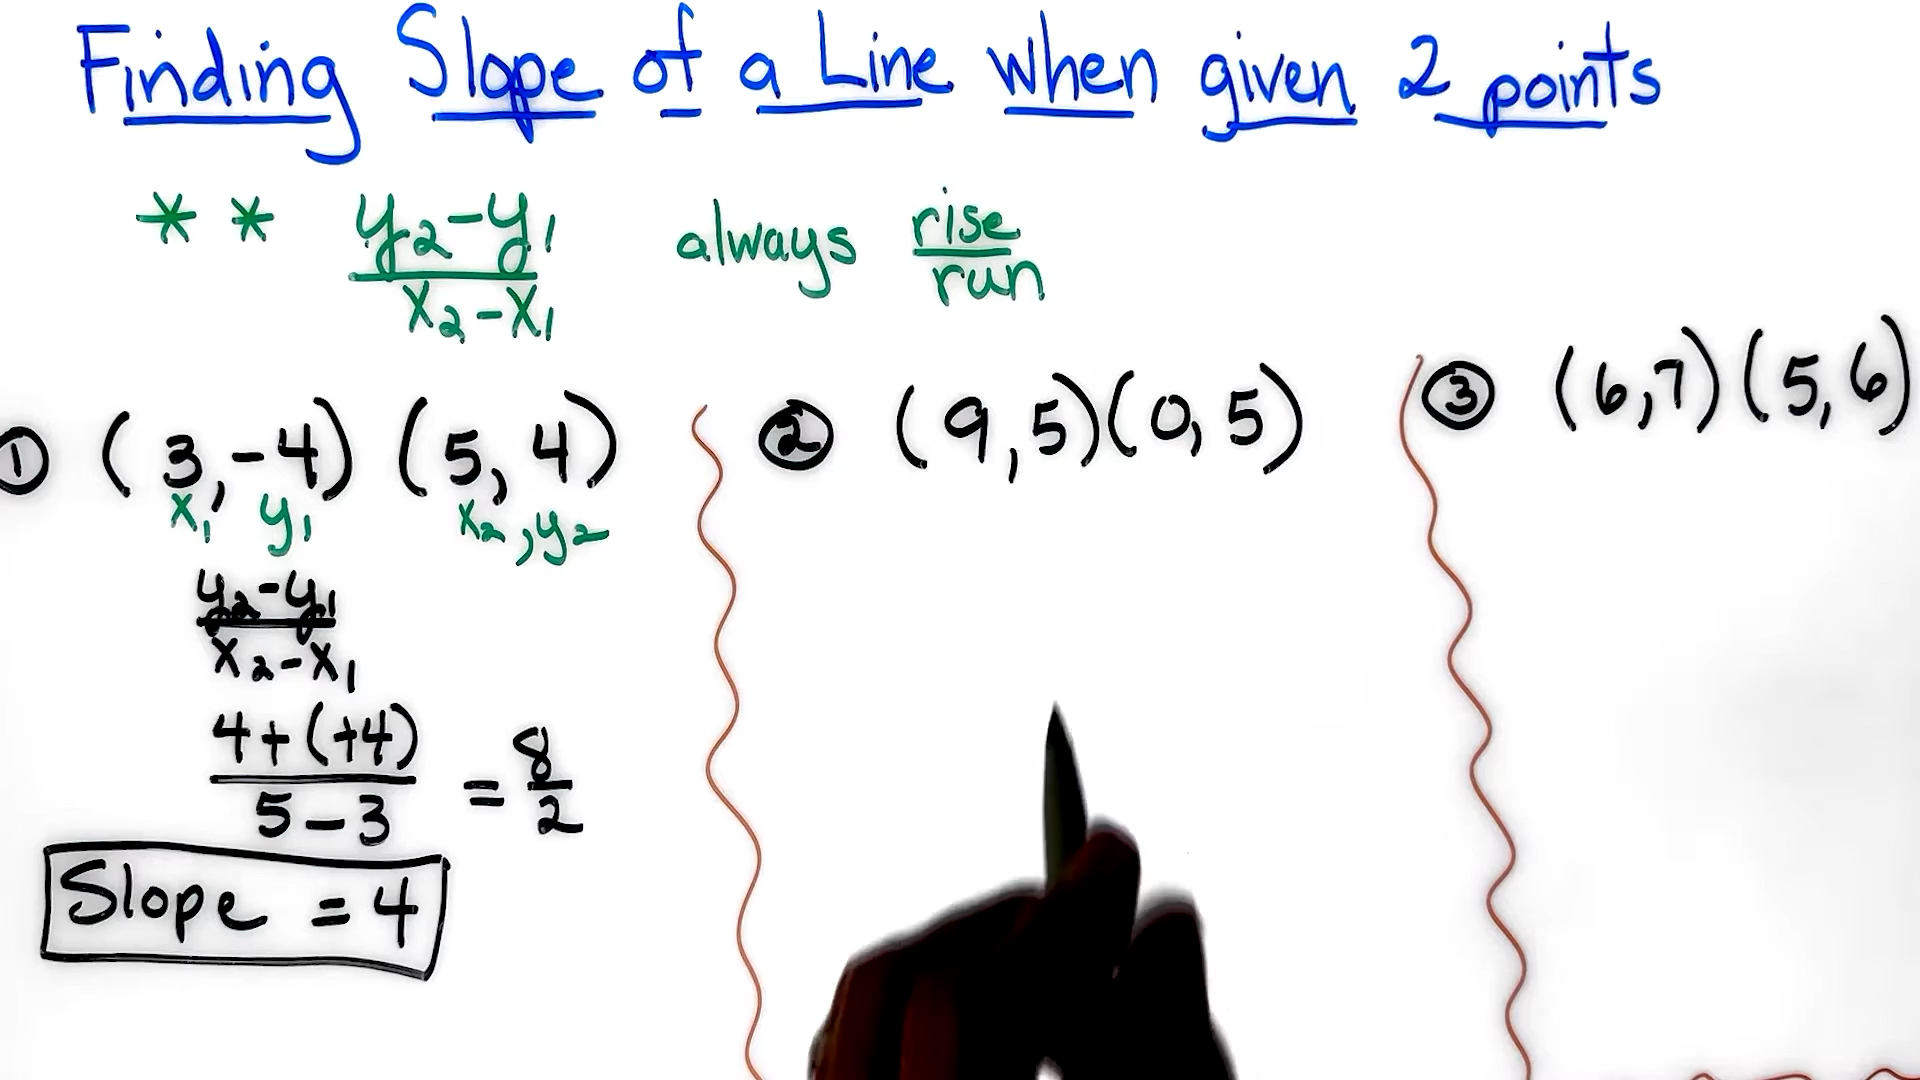 Finding Slope of a Line when given 2 points
** y2-y1 always rise
x2-x1 run
① (3,-4) (5,4)
x1 y1 x2,y2
y2-y1
x2-x1
4+(+4)
5-3
= 8
2
Slope = 4
② (9,5)(0,5)
③ (6,7)(5,6)